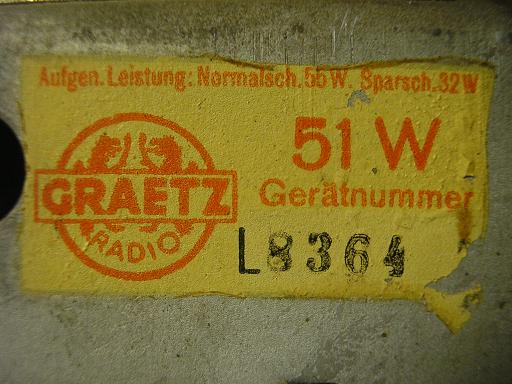 Aufgen. Leistung: Normalsch. 55 W. Sparsch. 32 W
51 W
GRAETZ
RADIO
Gerätnummer
L8364